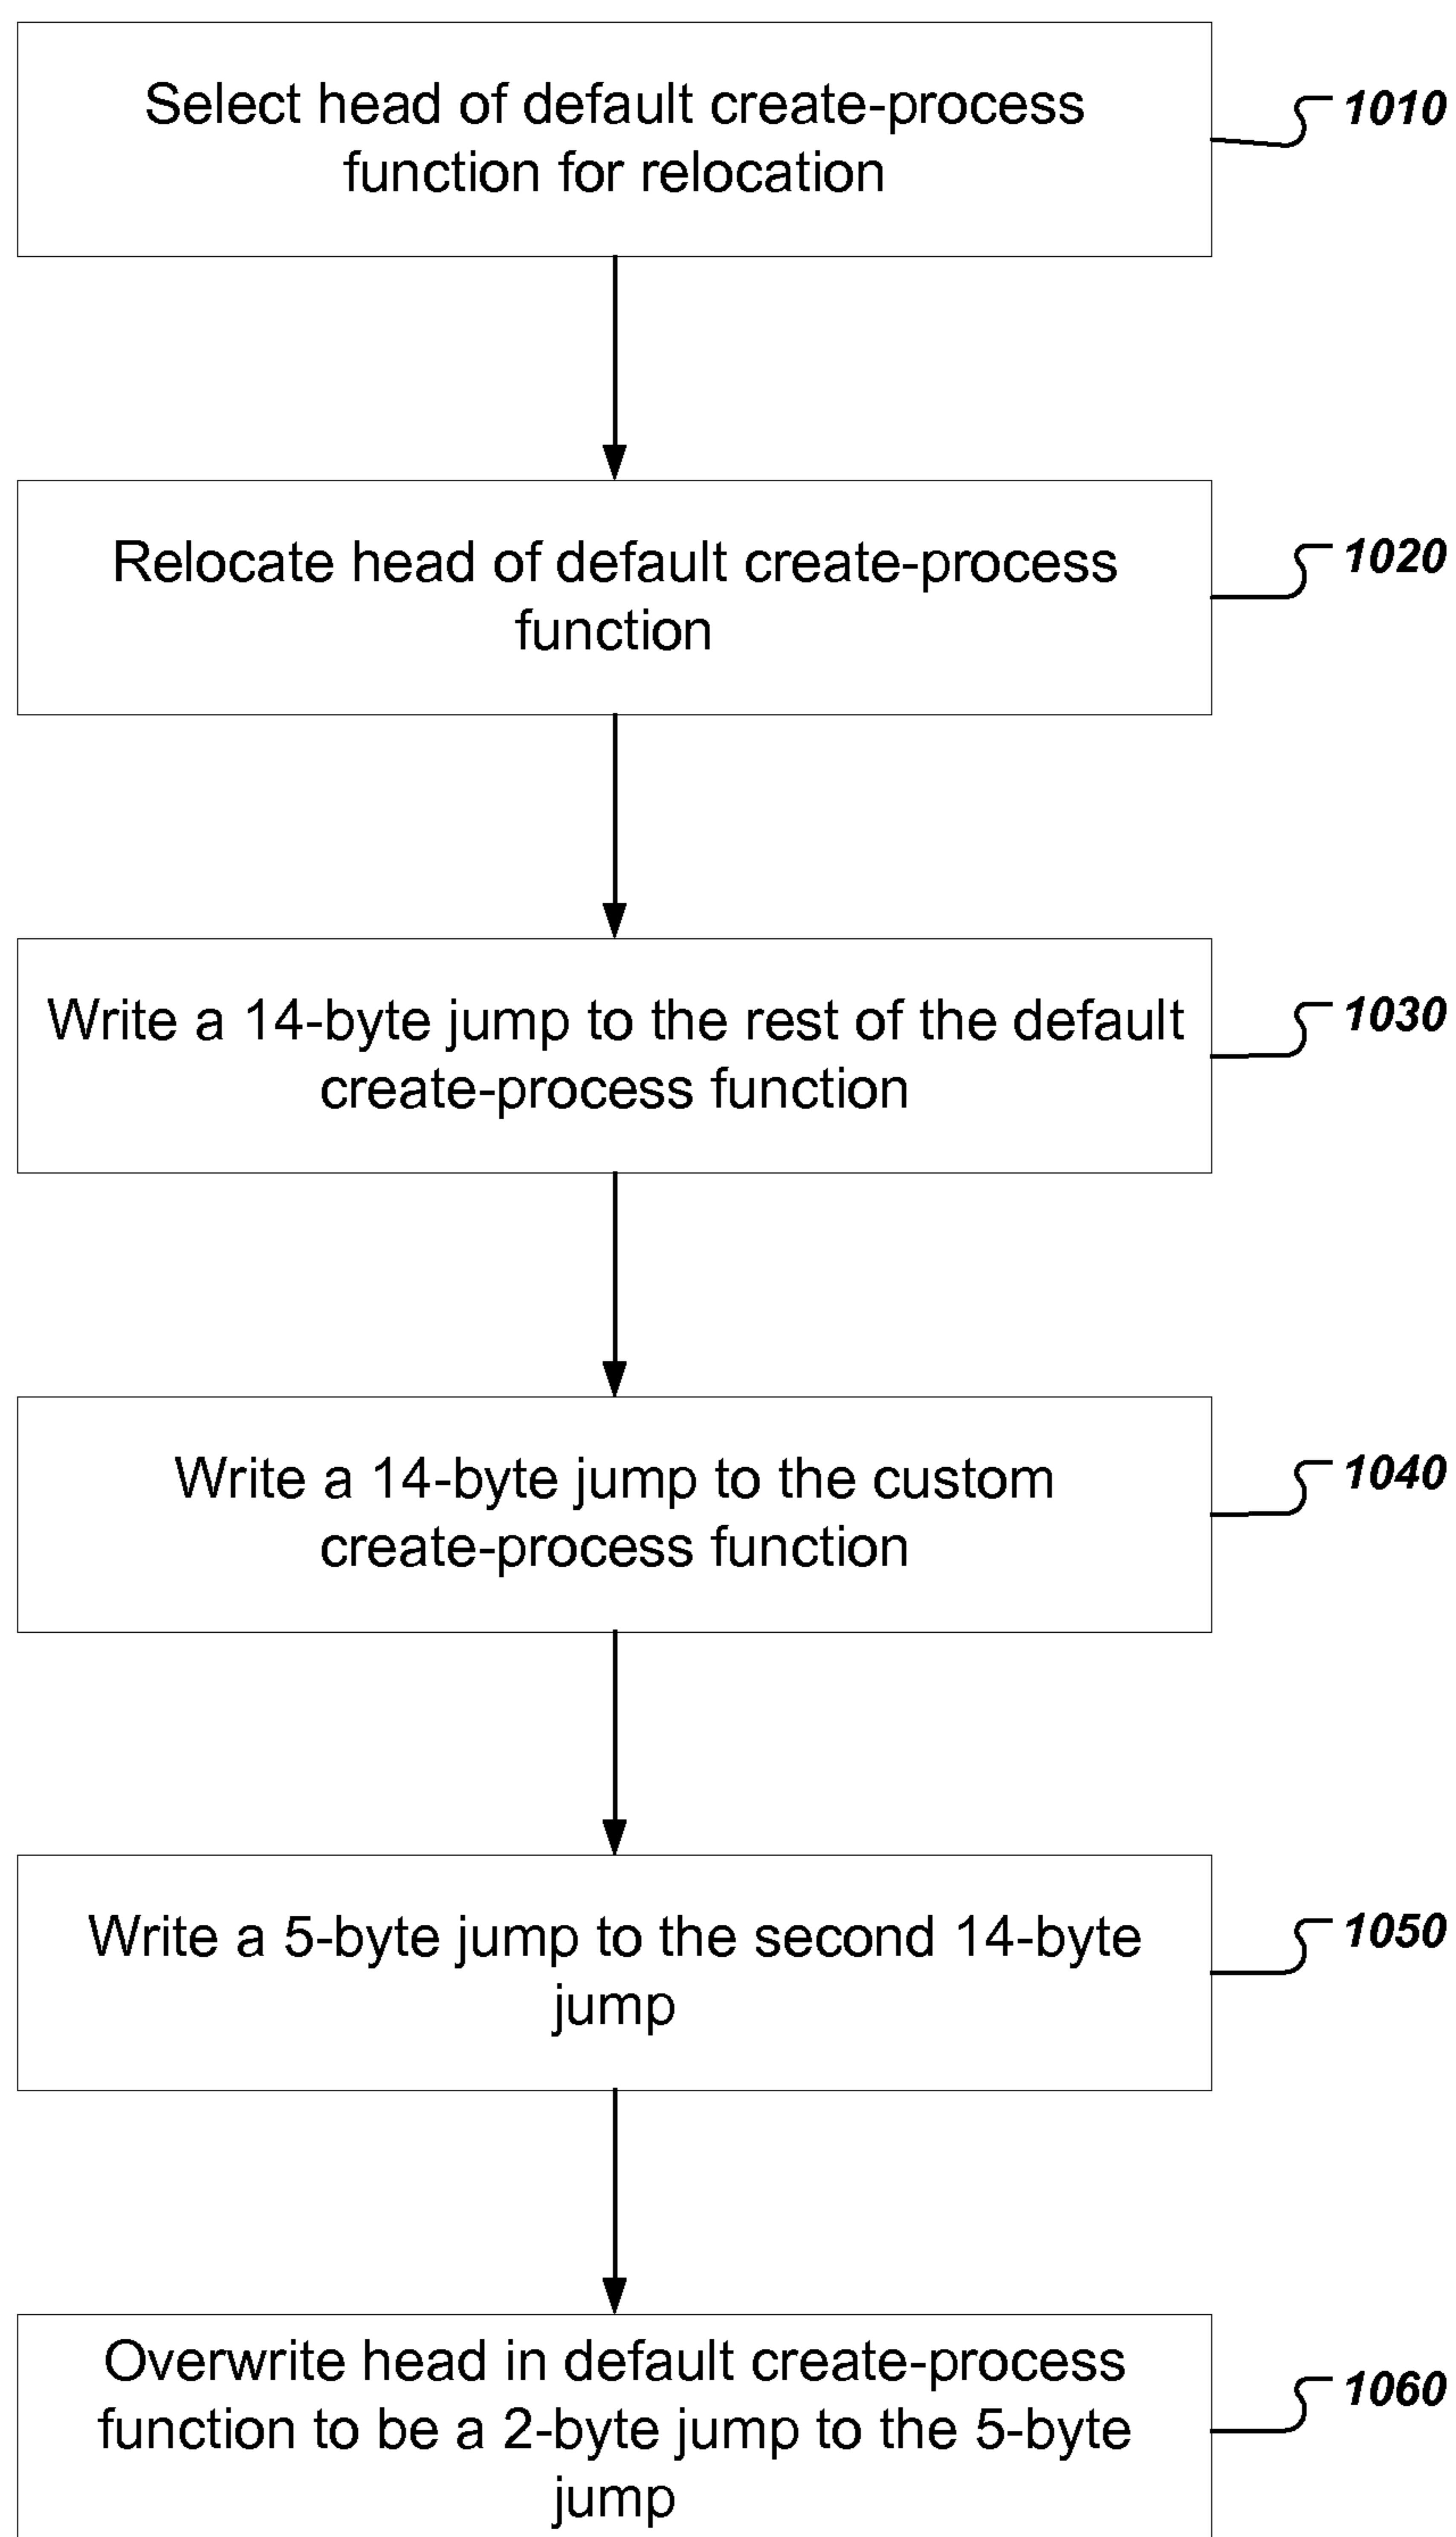 Select head of default create-process
function for relocation
1010
Relocate head of default create-process
function
1020
Write a 14-byte jump to the rest of the default
create-process function
1030
Write a 14-byte jump to the custom
create-process function
1040
Write a 5-byte jump to the second 14-byte
jump
1050
Overwrite head in default create-process
function to be a 2-byte jump to the 5-byte
jump
1060